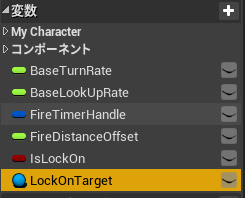 変数
My Character
コンポーネント
BaseTurnRate
BaseLookUpRate
FireTimerHandle
FireDistanceOffset
IsLockOn
LockOnTarget